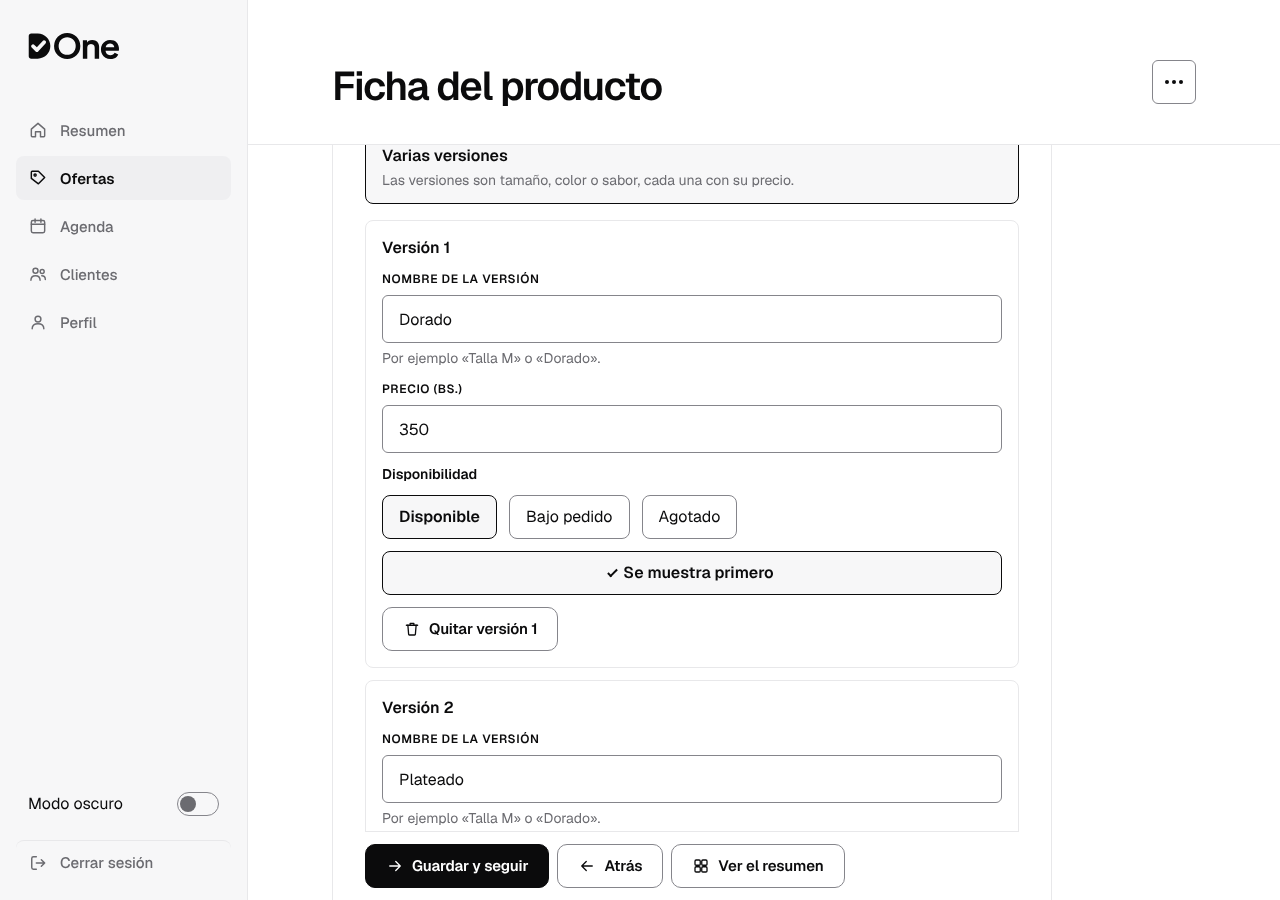 One
Resumen
Ofertas
Agenda
Clientes
Perfil
Modo oscuro
Cerrar sesión
Ficha del producto
Varias versiones
Las versiones son tamaño, color o sabor, cada una con su precio.
Versión 1
NOMBRE DE LA VERSIÓN
Dorado
Por ejemplo «Talla M» o «Dorado».
PRECIO (BS.)
350
Disponibilidad
Disponible Bajo pedido Agotado
✓ Se muestra primero
Quitar versión 1
Versión 2
NOMBRE DE LA VERSIÓN
Plateado
Por ejemplo «Talla M» o «Dorado».
Guardar y seguir Atrás Ver el resumen